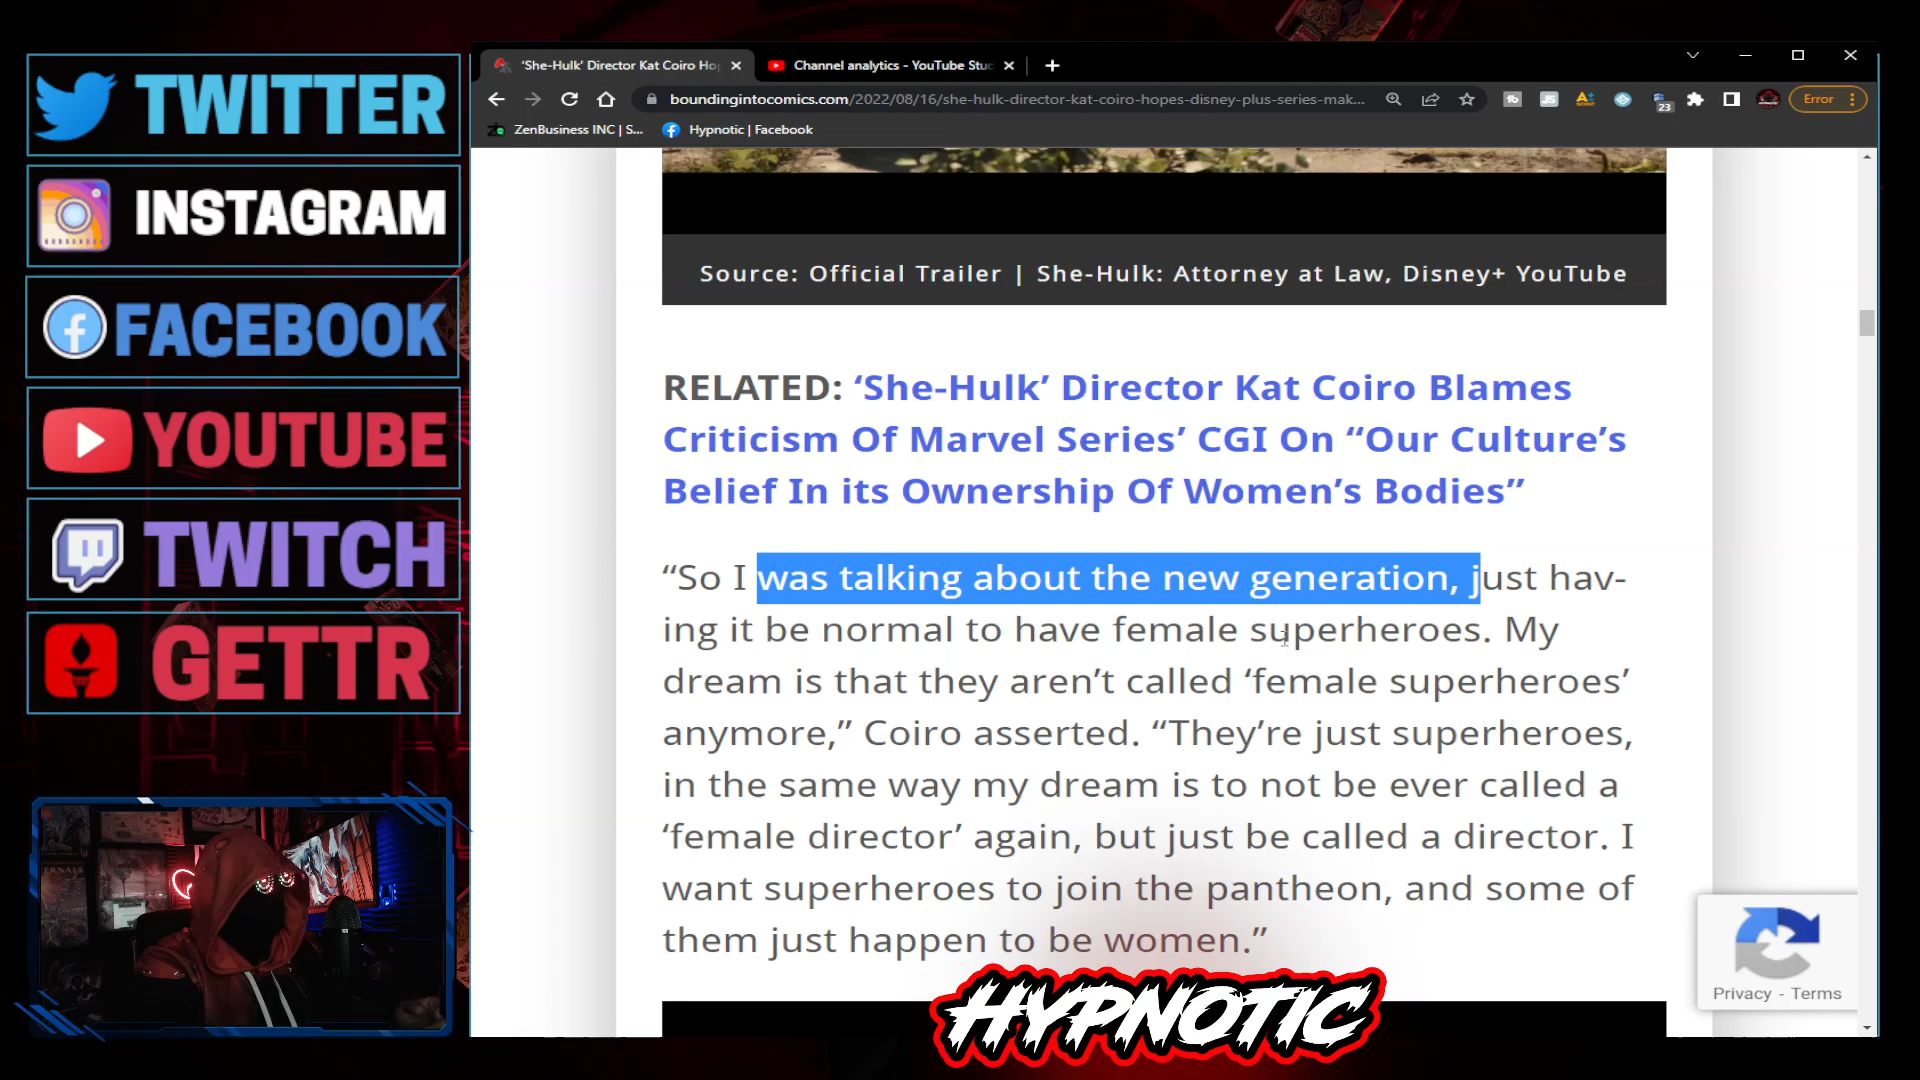 TWITTER
INSTAGRAM
FACEBOOK
YOUTUBE
TWITCH
GETTR
'She-Hulk' Director Kat Coiro Ho
Channel analytics - YouTube Stu
boundingintocomics.com/2022/08/16/she-hulk-director-kat-coiro-hopes-disney-plus-series-mak...
23
Error
ZenBusiness INC | S...
Hypnotic | Facebook
Source: Official Trailer | She-Hulk: Attorney at Law, Disney+ YouTube
RELATED: ‘She-Hulk’ Director Kat Coiro Blames
Criticism Of Marvel Series’ CGI On “Our Culture’s
Belief In its Ownership Of Women’s Bodies”
“So I was talking about the new generation, just hav-
ing it be normal to have female superheroes. My
dream is that they aren’t called ‘female superheroes’
anymore,” Coiro asserted. “They’re just superheroes,
in the same way my dream is to not be ever called a
‘female director’ again, but just be called a director. I
want superheroes to join the pantheon, and some of
them just happen to be women.”
Privacy - Terms
HYPNOTIC